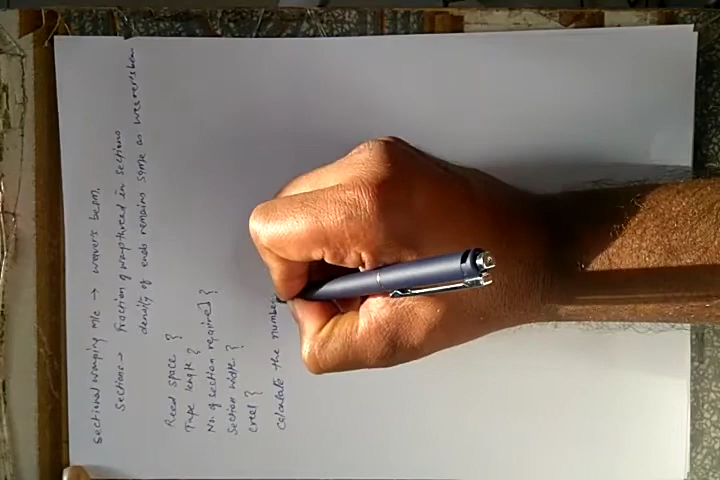 Sectional warping m/c → weaver's beam.
Sections → fraction of warp thread in sections
density of ends remains same as weaver's beam
Reed space }
Tape length }
No. of section required }
Section width. }
Creel }
Calculate the number